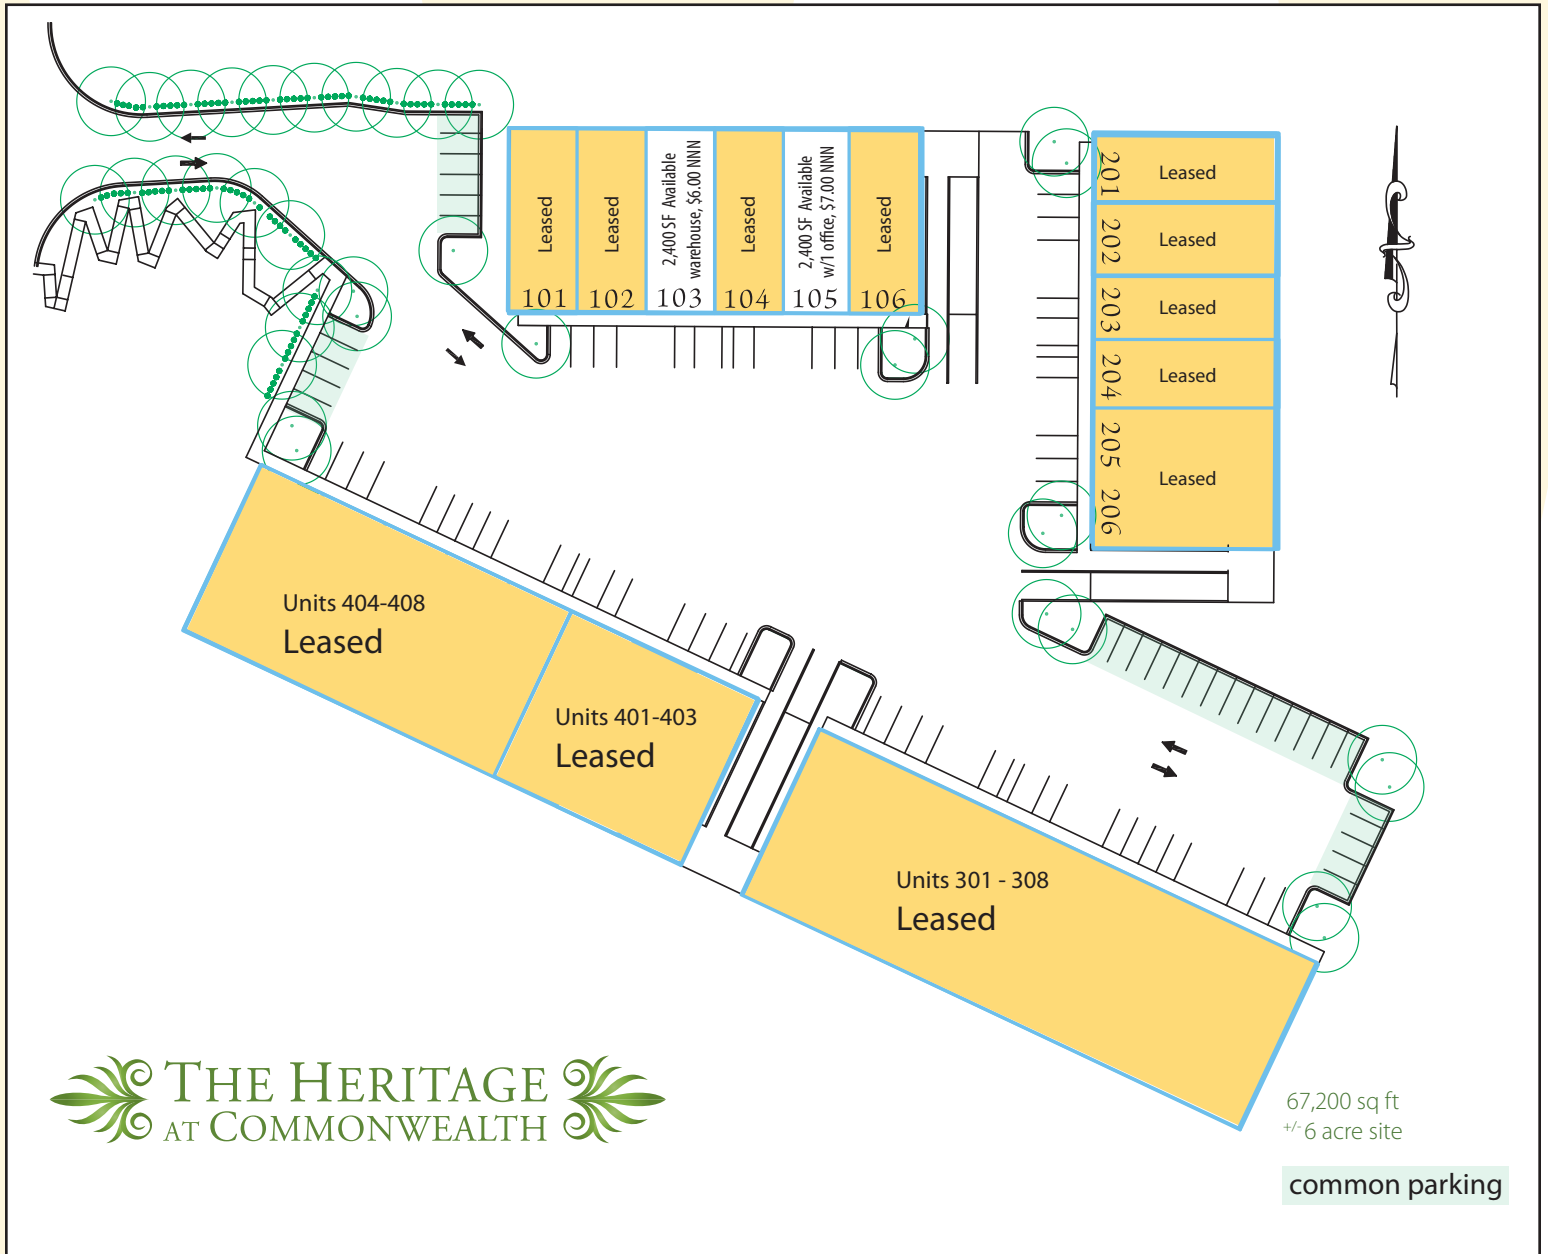 Leased
101
Leased
102
2,400 SF Available
warehouse, $6.00 NNN
103
Leased
104
2,400 SF Available
w/1 office, $7.00 NNN
105
Leased
106
201
Leased
202
Leased
203
Leased
204
Leased
205
206
Leased
Units 404-408
Leased
Units 401-403
Leased
Units 301 - 308
Leased
THE HERITAGE
AT COMMONWEALTH
67,200 sq ft
+/- 6 acre site
common parking